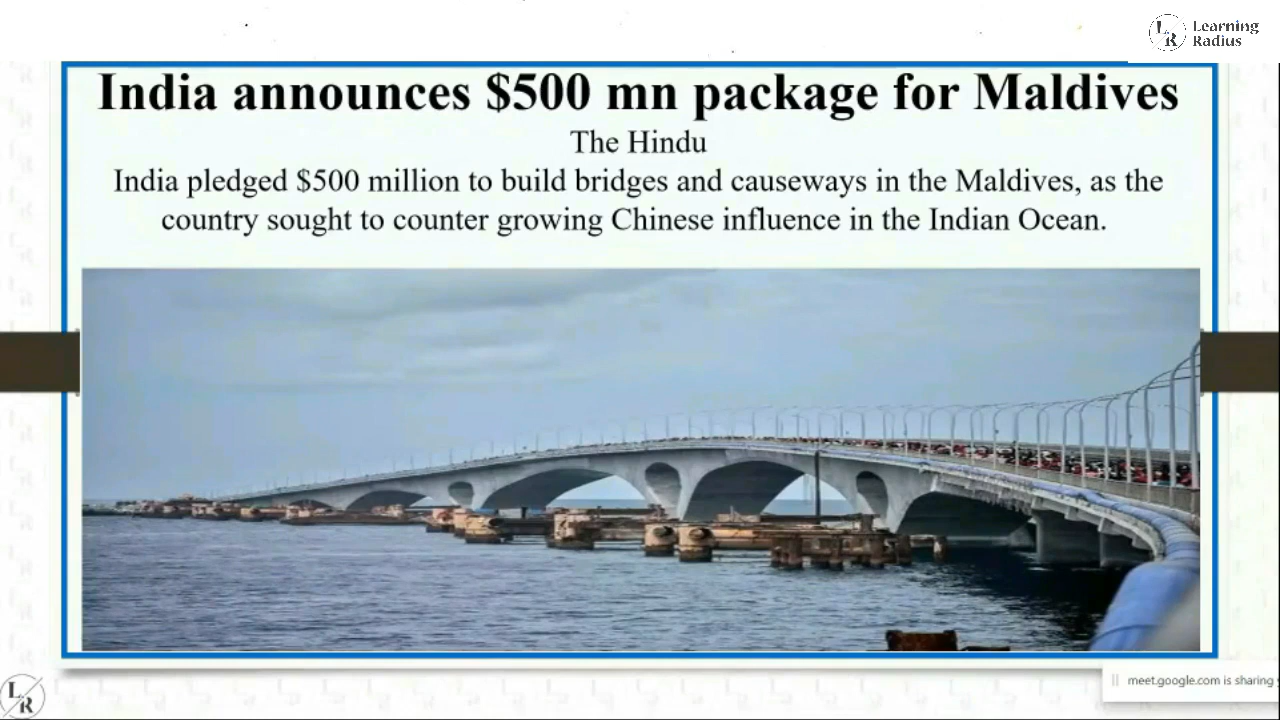 LR Learning
Radius
India announces $500 mn package for Maldives
The Hindu
India pledged $500 million to build bridges and causeways in the Maldives, as the
country sought to counter growing Chinese influence in the Indian Ocean.
meet.google.com is sharing
LR